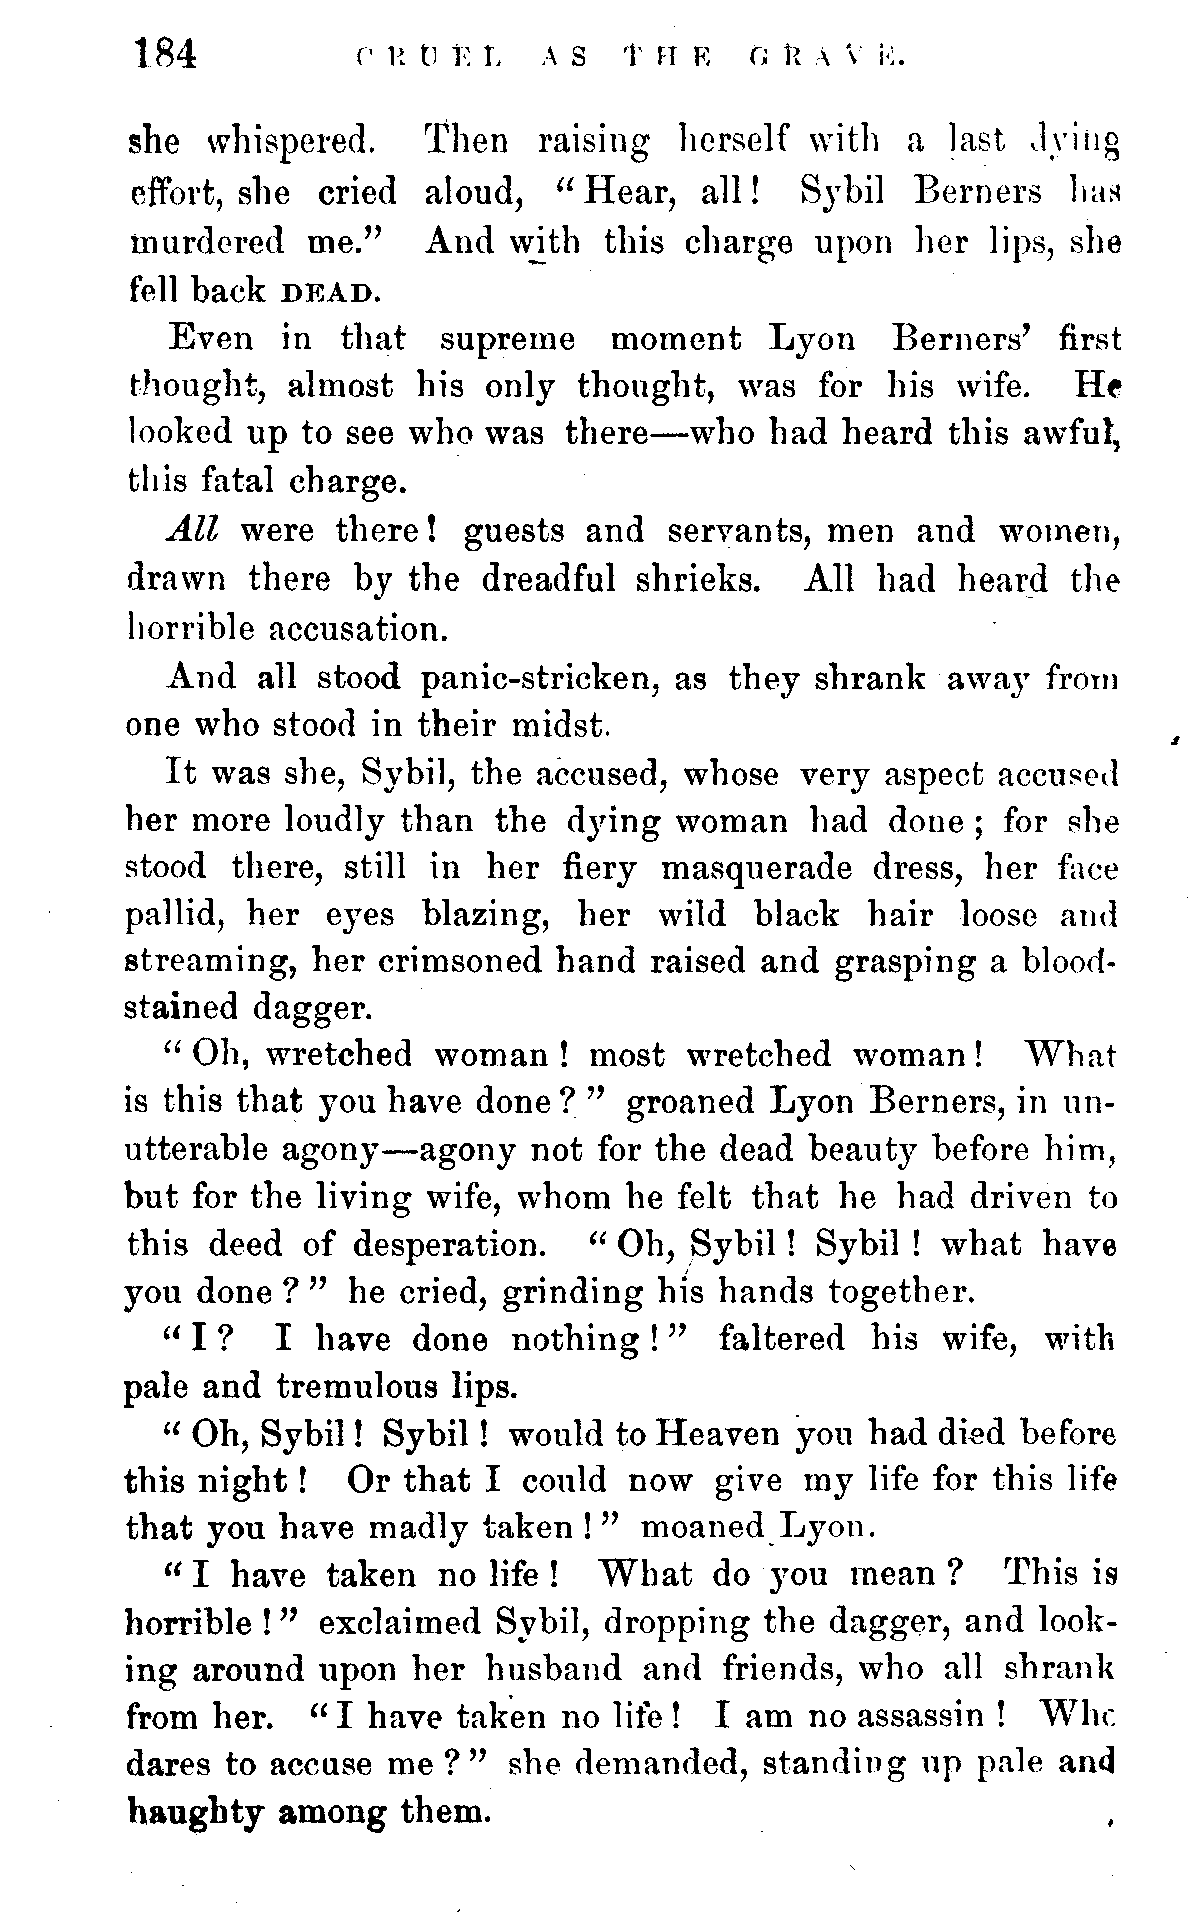 184 CRUEL AS THE GRAVE.
she whispered. Then raising herself with a last dying
effort, she cried aloud, “Hear, all! Sybil Berners has
murdered me.” And with this charge upon her lips, she
fell back DEAD.
Even in that supreme moment Lyon Berners’ first
thought, almost his only thought, was for his wife. He
looked up to see who was there—who had heard this awful,
this fatal charge.
All were there! guests and servants, men and women,
drawn there by the dreadful shrieks. All had heard the
horrible accusation.
And all stood panic-stricken, as they shrank away from
one who stood in their midst.
It was she, Sybil, the accused, whose very aspect accused
her more loudly than the dying woman had done; for she
stood there, still in her fiery masquerade dress, her face
pallid, her eyes blazing, her wild black hair loose and
streaming, her crimsoned hand raised and grasping a blood-
stained dagger.
“Oh, wretched woman! most wretched woman! What
is this that you have done?” groaned Lyon Berners, in un-
utterable agony—agony not for the dead beauty before him,
but for the living wife, whom he felt that he had driven to
this deed of desperation. “Oh, Sybil! Sybil! what have
you done?” he cried, grinding his hands together.
“I? I have done nothing!” faltered his wife, with
pale and tremulous lips.
“Oh, Sybil! Sybil! would to Heaven you had died before
this night! Or that I could now give my life for this life
that you have madly taken!” moaned Lyon.
“I have taken no life! What do you mean? This is
horrible!” exclaimed Sybil, dropping the dagger, and look-
ing around upon her husband and friends, who all shrank
from her. “I have taken no life! I am no assassin! Who
dares to accuse me?” she demanded, standing up pale and
haughty among them.